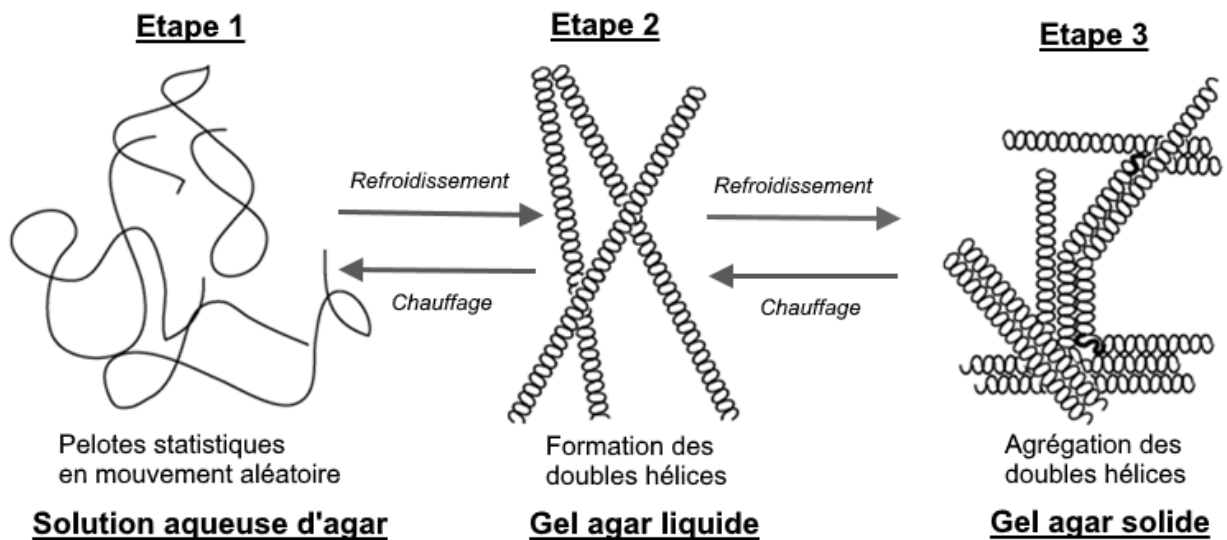 Etape 1
Etape 2
Etape 3
Refroidissement
Refroidissement
Chauffage
Chauffage
Pelotes statistiques
en mouvement aléatoire
Formation des
doubles hélices
Agrégation des
doubles hélices
Solution aqueuse d'agar
Gel agar liquide
Gel agar solide